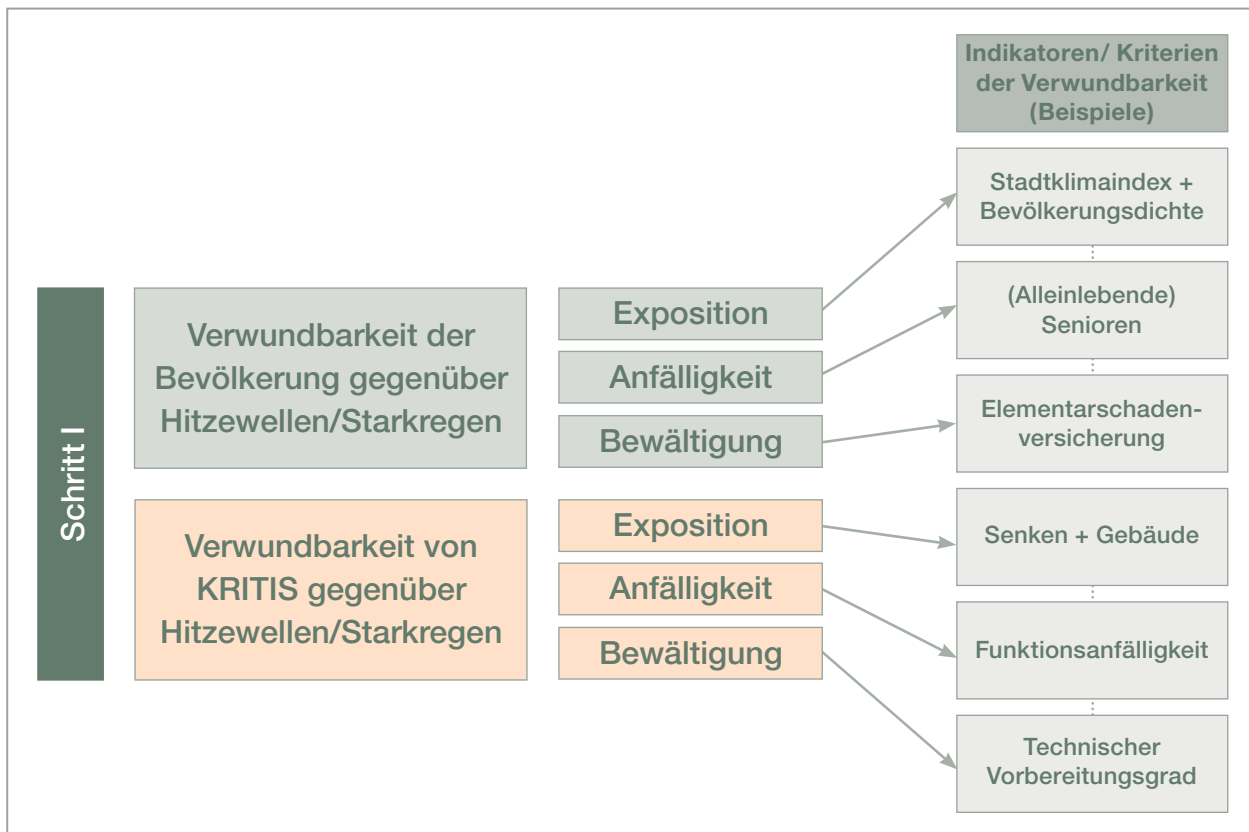 Indikatoren/ Kriterien
der Verwundbarkeit
(Beispiele)
Schritt I
Verwundbarkeit der
Bevölkerung gegenüber
Hitzewellen/Starkregen
Exposition
Anfälligkeit
Bewältigung
Stadtklimaindex +
Bevölkerungsdichte
(Alleinlebende)
Senioren
Elementarschaden-
versicherung
Verwundbarkeit von
KRITIS gegenüber
Hitzewellen/Starkregen
Exposition
Anfälligkeit
Bewältigung
Senken + Gebäude
Funktionsanfälligkeit
Technischer
Vorbereitungsgrad